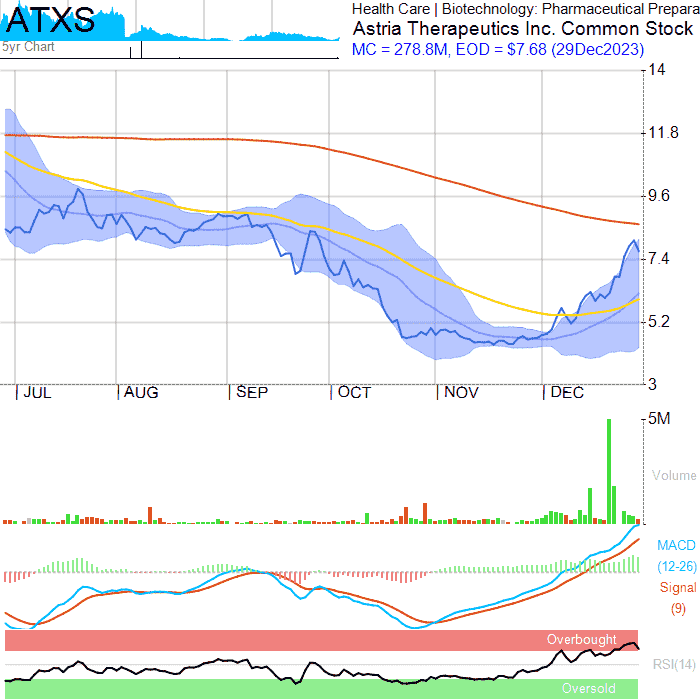 ATXS
5yr Chart
Health Care | Biotechnology: Pharmaceutical Prepara
Astria Therapeutics Inc. Common Stock
MC = 278.8M, EOD = $7.68 (29Dec2023)
14
11.8
9.6
7.4
5.2
3
JUL AUG SEP OCT NOV DEC
5M
Volume
MACD
(12-26)
Signal
(9)
Overbought
RSI(14)
Oversold